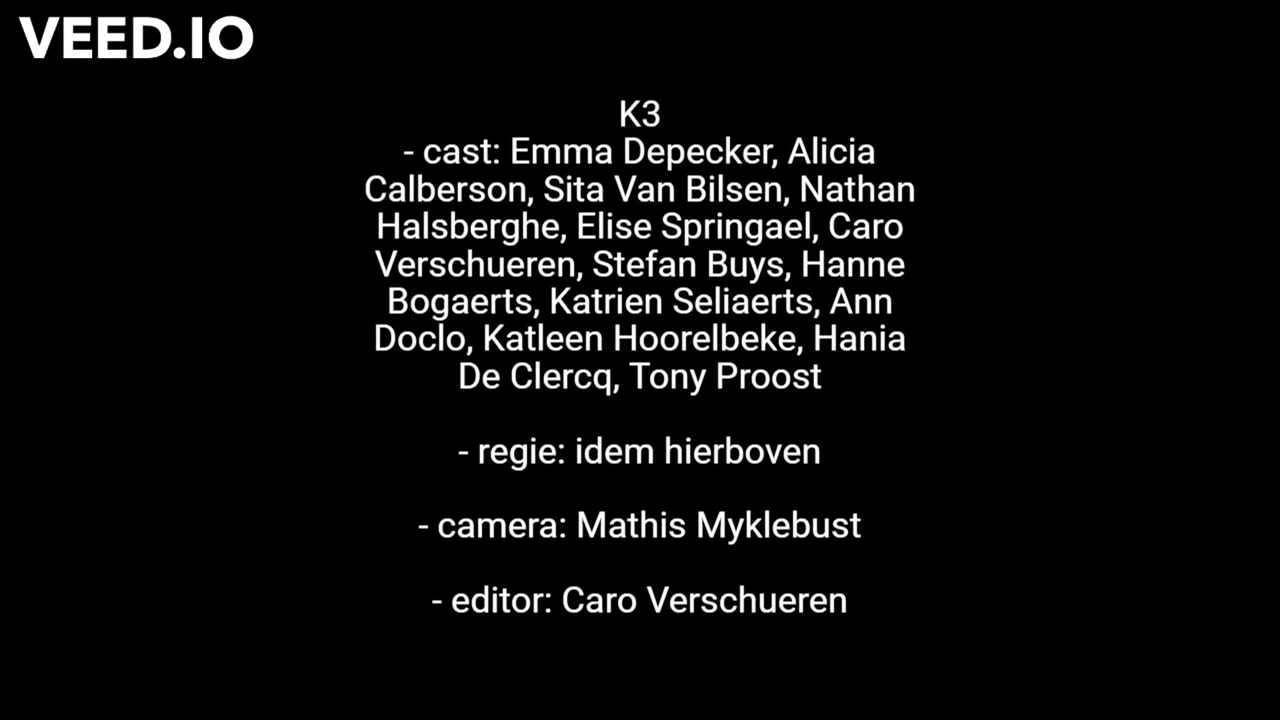 VEED.IO
K3
- cast: Emma Depecker, Alicia
Calberson, Sita Van Bilsen, Nathan
Halsberghe, Elise Springael, Caro
Verschueren, Stefan Buys, Hanne
Bogaerts, Katrien Seliaerts, Ann
Doclo, Katleen Hoorelbeke, Hania
De Clercq, Tony Proost
- regie: idem hierboven
- camera: Mathis Myklebust
- editor: Caro Verschueren